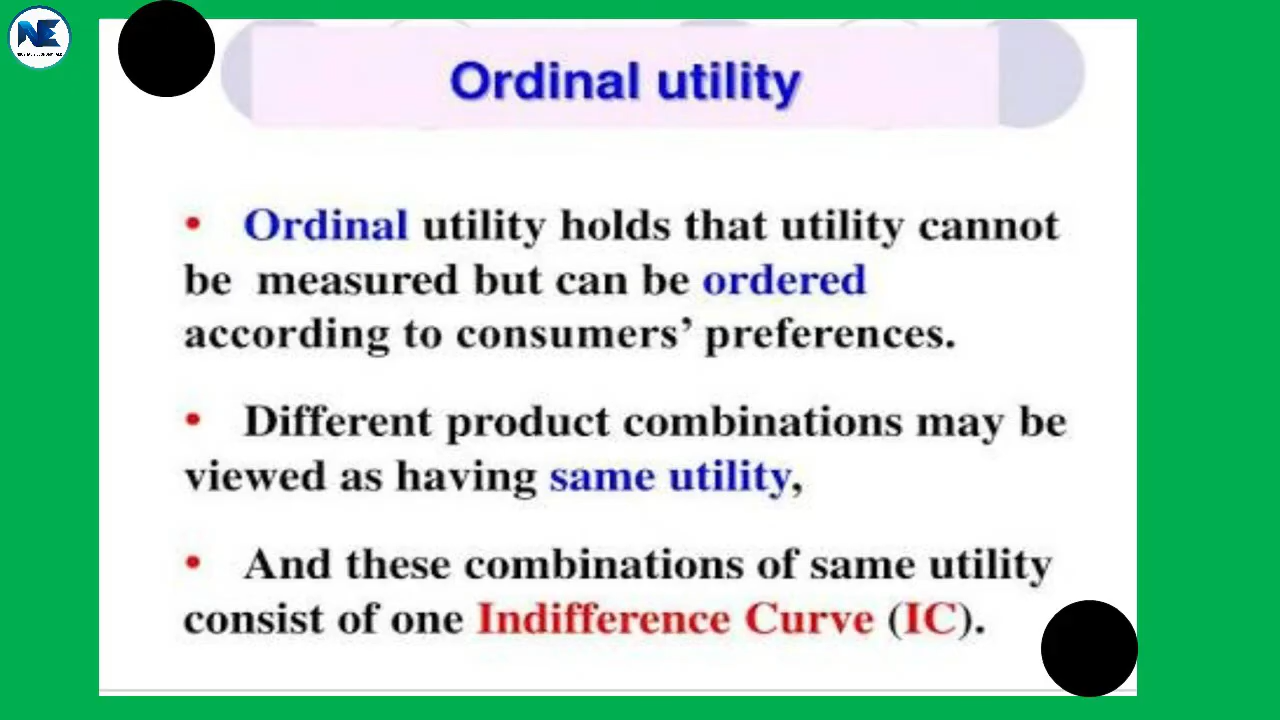 NE
Ordinal utility
• Ordinal utility holds that utility cannot
be measured but can be ordered
according to consumers’ preferences.
• Different product combinations may be
viewed as having same utility,
• And these combinations of same utility
consist of one Indifference Curve (IC).